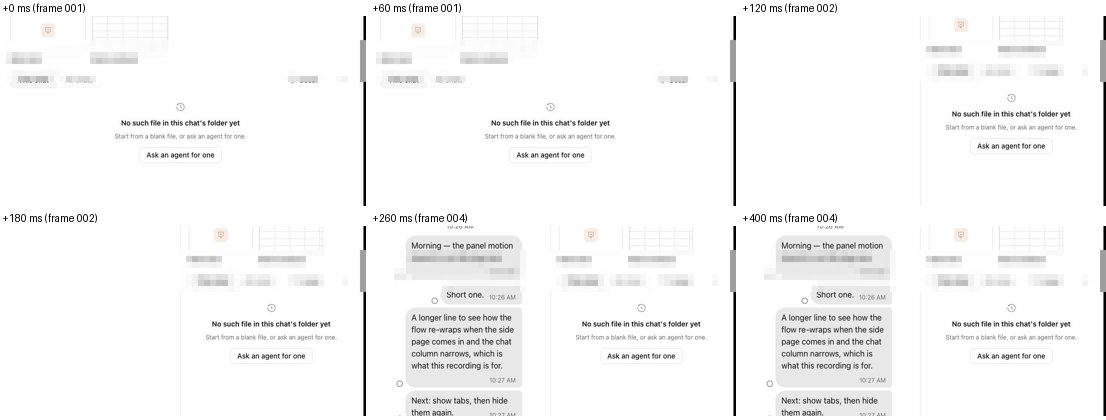 +0 ms (frame 001)
No such file in this chat's folder yet
Start from a blank file, or ask an agent for one.
Ask an agent for one
+60 ms (frame 001)
No such file in this chat's folder yet
Start from a blank file, or ask an agent for one.
Ask an agent for one
+120 ms (frame 002)
No such file in this chat's folder yet
Start from a blank file, or ask an agent for one.
Ask an agent for one
+180 ms (frame 002)
No such file in this chat's folder yet
Start from a blank file, or ask an agent for one.
Ask an agent for one
+260 ms (frame 004)
10:26 AM
Morning — the panel motion
Short one. 10:26 AM
A longer line to see how the
flow re-wraps when the side
page comes in and the chat
column narrows, which is
what this recording is for.
10:27 AM
Next: show tabs, then hide
them again.
10:27 AM
No such file in this chat's folder yet
Start from a blank file, or ask an agent for one.
Ask an agent for one
+400 ms (frame 004)
10:26 AM
Morning — the panel motion
Short one. 10:26 AM
A longer line to see how the
flow re-wraps when the side
page comes in and the chat
column narrows, which is
what this recording is for.
10:27 AM
Next: show tabs, then hide
them again.
10:27 AM
No such file in this chat's folder yet
Start from a blank file, or ask an agent for one.
Ask an agent for one